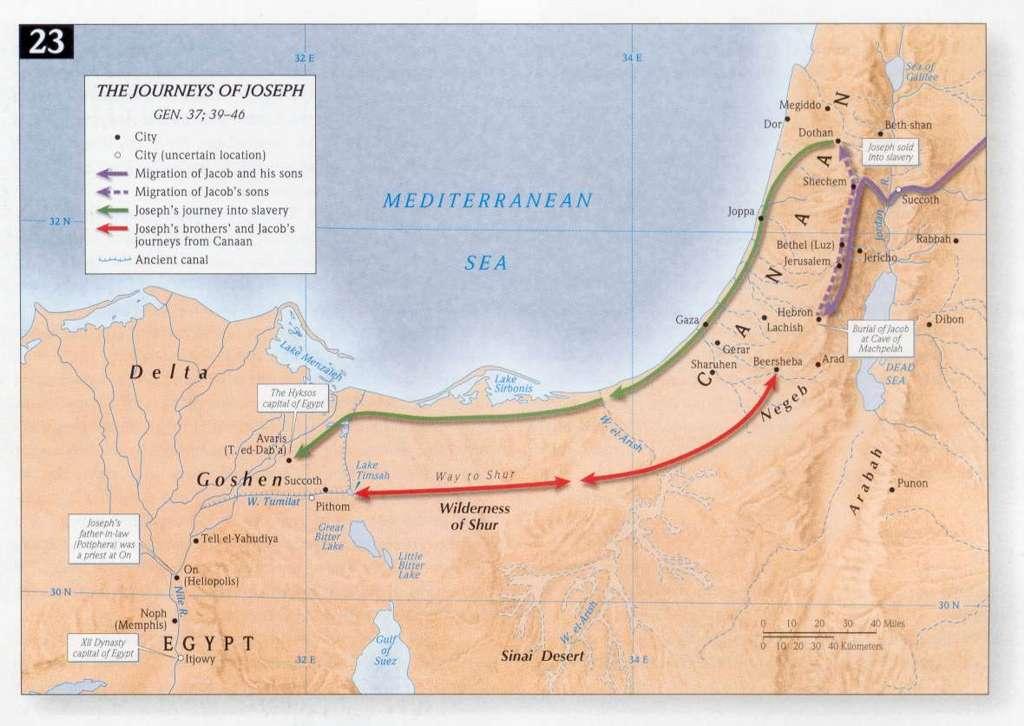 23
32 E
34 E
THE JOURNEYS OF JOSEPH
GEN. 37; 39–46
City
City (uncertain location)
Migration of Jacob and his sons
Migration of Jacob's sons
Joseph's journey into slavery
Joseph's brothers' and Jacob's
journeys from Canaan
Ancient canal
32 N
MEDITERRANEAN
SEA
Sea of
Galilee
Megiddo
Dor
Dothan
Beth-shan
Joseph sold
into slavery
Shechem
Succoth
Jordan R.
Joppa
CANAAN
Bethel (Luz)
Jerusalem
Jericho
Rabbah
Gaza
Hebron
Lachish
Dibon
Gerar
Sharuhen
Beersheba
Arad
Burial of Jacob
at Cave of
Machpelah
DEAD
SEA
Negeb
Arabah
Punon
Delta
Lake Menzaleh
Lake
Sirbonis
The Hyksos
capital of Egypt
Avaris
(T. ed-Dab'a)
Goshen
Succoth
Lake
Timsah
W. el-Arish
Way to Shur
Wilderness
of Shur
W. Tumilat
Pithom
Great
Bitter
Lake
Little
Bitter
Lake
Joseph's
father-in-law
(Potiphera) was
a priest at On
Tell el-Yahudiya
On
(Heliopolis)
Nile R.
30 N
30 N
Noph
(Memphis)
XII Dynasty
capital of Egypt
EGYPT
Itjowy
Gulf
of
Suez
32 E
W. el-Arish
Sinai Desert
34 E
0 10 20 30 40 Miles
0 10 20 30 40 Kilometers